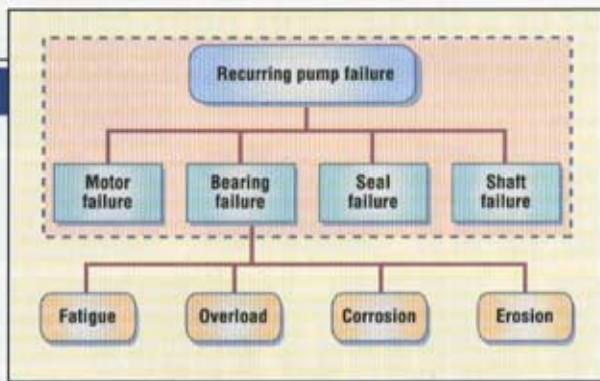 Recurring pump failure
Motor
failure
Bearing
failure
Seal
failure
Shaft
failure
Fatigue
Overload
Corrosion
Erosion